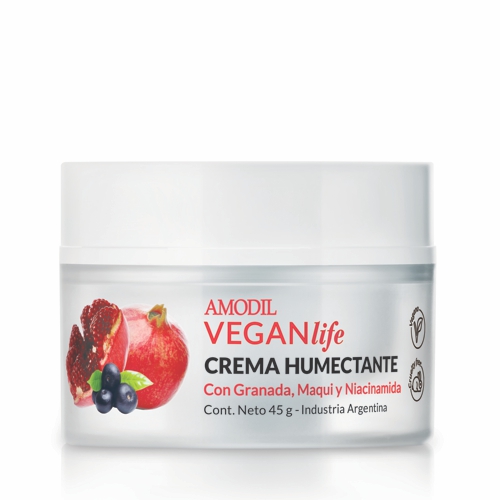 AMODIL
VEGANlife
CREMA HUMECTANTE
Con Granada, Maqui y Niacinamida
Cont. Neto 45 g - Industria Argentina